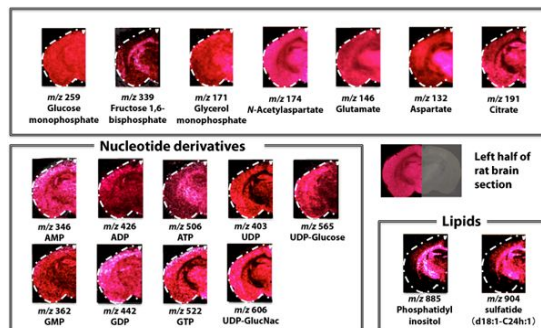 m/z 259
Glucose
monophosphate
m/z 339
Fructose 1,6-
bisphosphate
m/z 171
Glycerol
monophosphate
m/z 174
N-Acetylaspartate
m/z 146
Glutamate
m/z 132
Aspartate
m/z 191
Citrate
Nucleotide derivatives
m/z 346
AMP
m/z 426
ADP
m/z 506
ATP
m/z 403
UDP
m/z 565
UDP-Glucose
m/z 362
GMP
m/z 442
GDP
m/z 522
GTP
m/z 606
UDP-GlucNac
Left half of
rat brain
section
Lipids
m/z 885
Phosphatidyl
inositol
m/z 904
sulfatide
(d18:1-C24h:1)